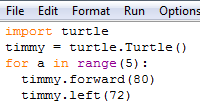 File Edit Format Run Options
import turtle
timmy = turtle.Turtle()
for a in range(5):
  timmy.forward(80)
  timmy.left(72)